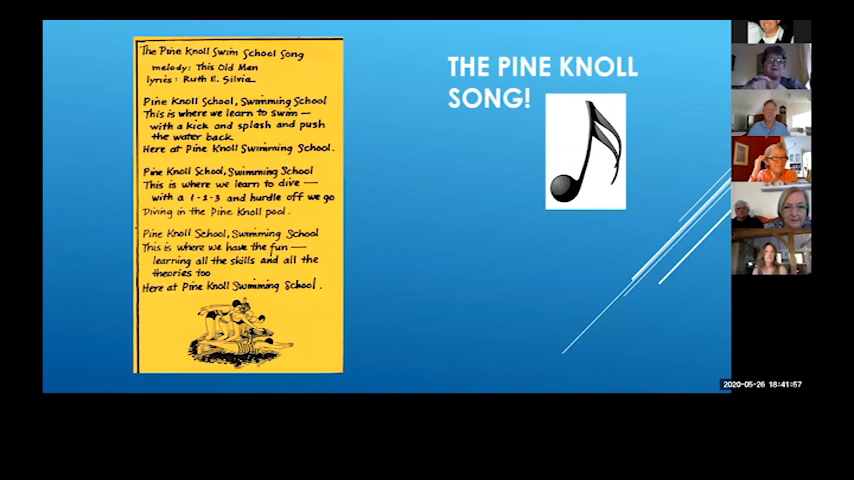 The Pine Knoll Swim School Song
melody: This Old Man
lyrics: Ruth E. Silvia
Pine Knoll School, Swimming School
This is where we learn to swim —
with a kick and splash and push
the water back
Here at Pine Knoll Swimming School.
Pine Knoll School, Swimming School
This is where we learn to dive —
with a 1-2-3 and hurdle off we go
Diving in the Pine Knoll pool.
Pine Knoll School, Swimming School
This is where we have the fun —
learning all the skills and all the
theories too
Here at Pine Knoll Swimming School.
THE PINE KNOLL
SONG!
2020-05-26 18:41:57